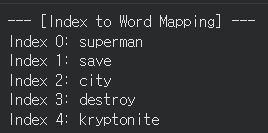 --- [Index to Word Mapping] ---
Index 0: superman
Index 1: save
Index 2: city
Index 3: destroy
Index 4: kryptonite